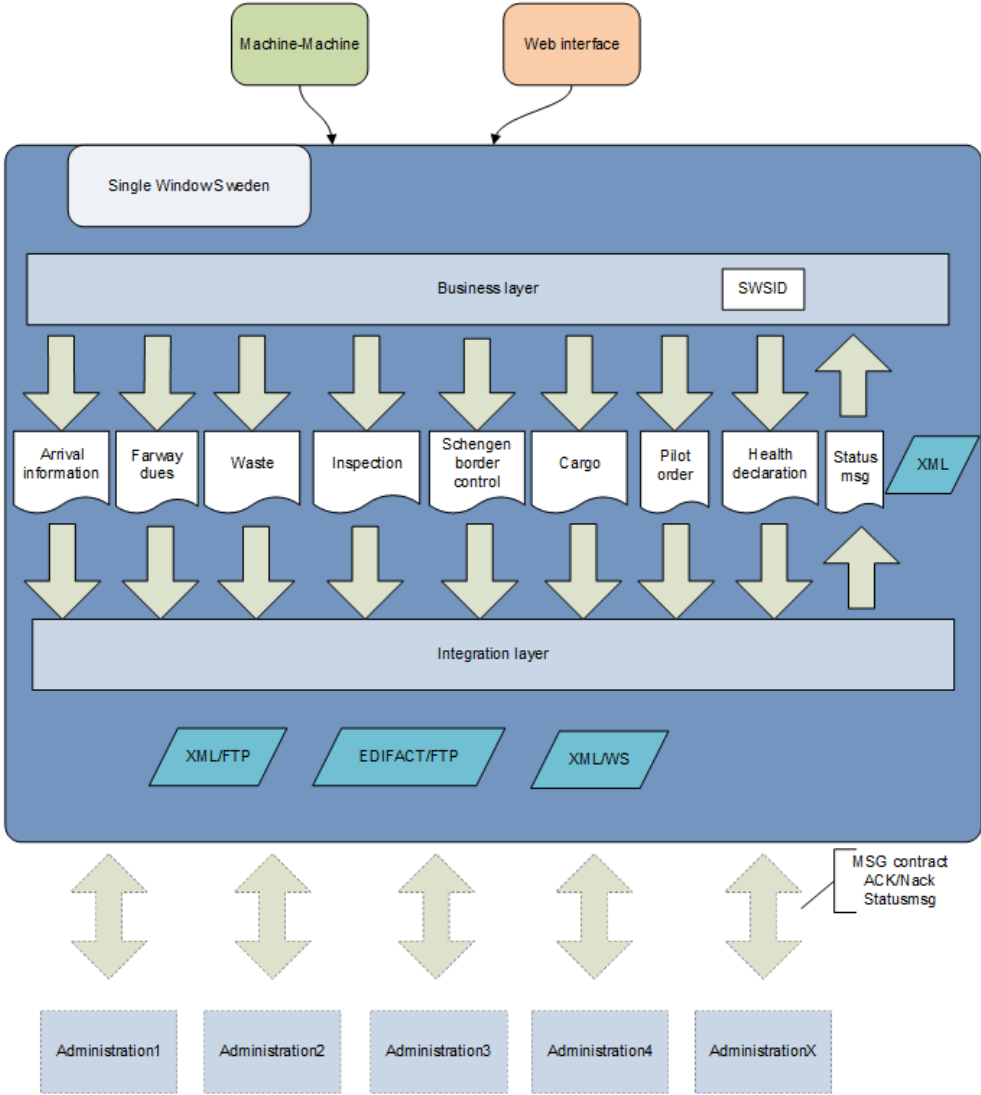 Machine-Machine
Web interface
Single WindowSweden
Business layer
SWSID
Arrival
information
Farway
dues
Waste
Inspection
Schengen
border
control
Cargo
Pilot
order
Health
declaration
Status
msg
XML
Integration layer
XML/FTP
EDIFACT/FTP
XML/WS
MSG contract
ACK/Nack
Statusmsg
Administration1
Administration2
Administration3
Administration4
AdministrationX